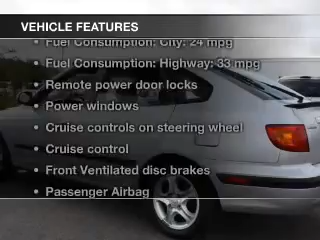 VEHICLE FEATURES
• Fuel Consumption: City: 24 mpg
• Fuel Consumption: Highway: 33 mpg
• Remote power door locks
• Power windows
• Cruise controls on steering wheel
• Cruise control
• Front Ventilated disc brakes
• Passenger Airbag